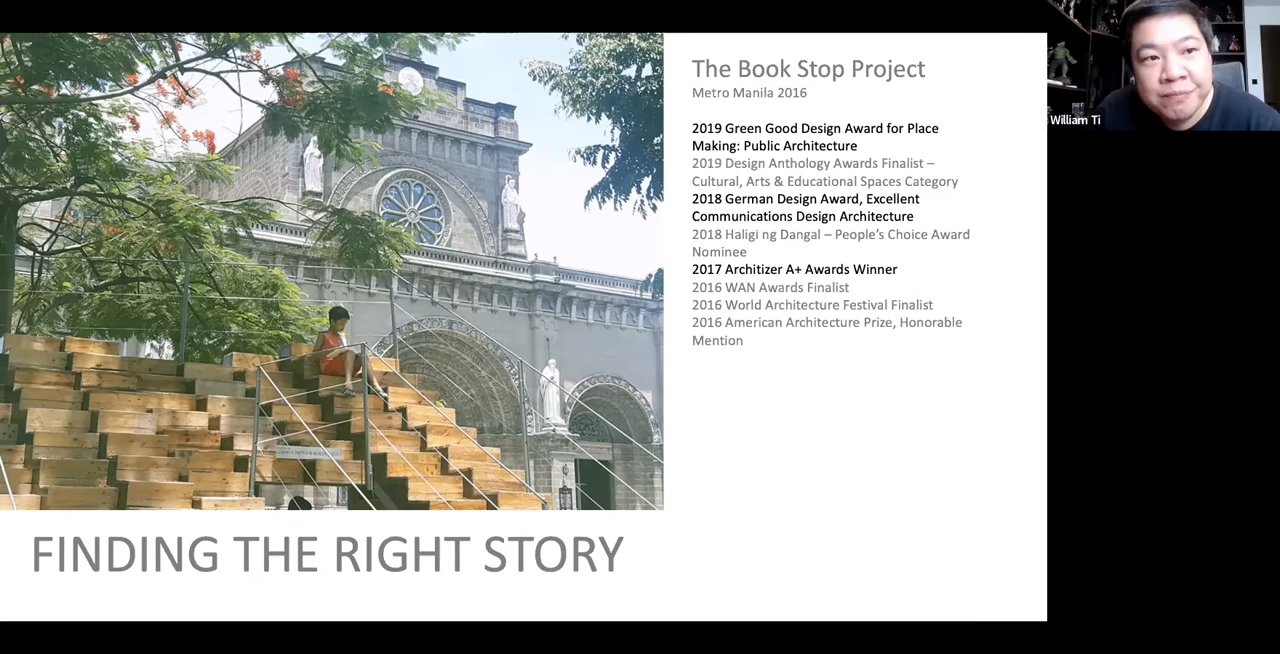 The Book Stop Project
Metro Manila 2016
2019 Green Good Design Award for Place
Making: Public Architecture
2019 Design Anthology Awards Finalist –
Cultural, Arts & Educational Spaces Category
2018 German Design Award, Excellent
Communications Design Architecture
2018 Haligi ng Dangal – People's Choice Award
Nominee
2017 Architizer A+ Awards Winner
2016 WAN Awards Finalist
2016 World Architecture Festival Finalist
2016 American Architecture Prize, Honorable
Mention
FINDING THE RIGHT STORY
William Ti